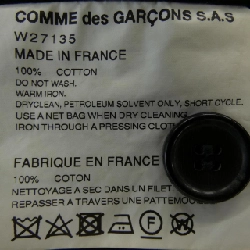 COMME des GARÇONS S.A.S
W27135
MADE IN FRANCE
100% COTTON
DO NOT WASH.
WARM IRON.
DRYCLEAN, PETROLEUM SOLVENT ONLY, SHORT CYCLE.
USE A NET BAG WHEN DRY CLEANING.
IRON THROUGH A PRESSING CLOTH
FABRIQUE EN FRANCE
100% COTON
NETTOYAGE A SEC DANS UN FILET
REPASSER A TRAVERS UNE PATTEMOU
F